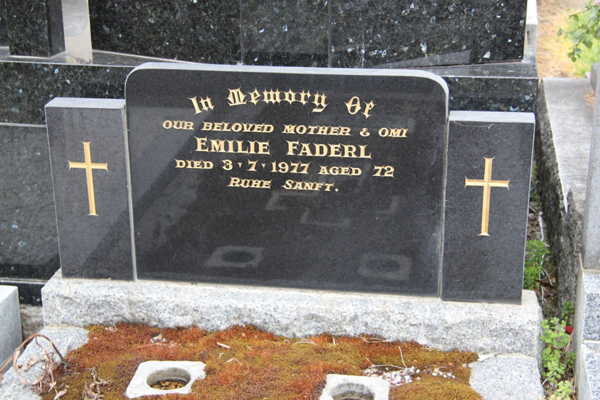 In Memory Of
OUR BELOVED MOTHER & OMI
EMILIE FADERL
DIED 3·7·1977 AGED 72
RUHE SANFT.